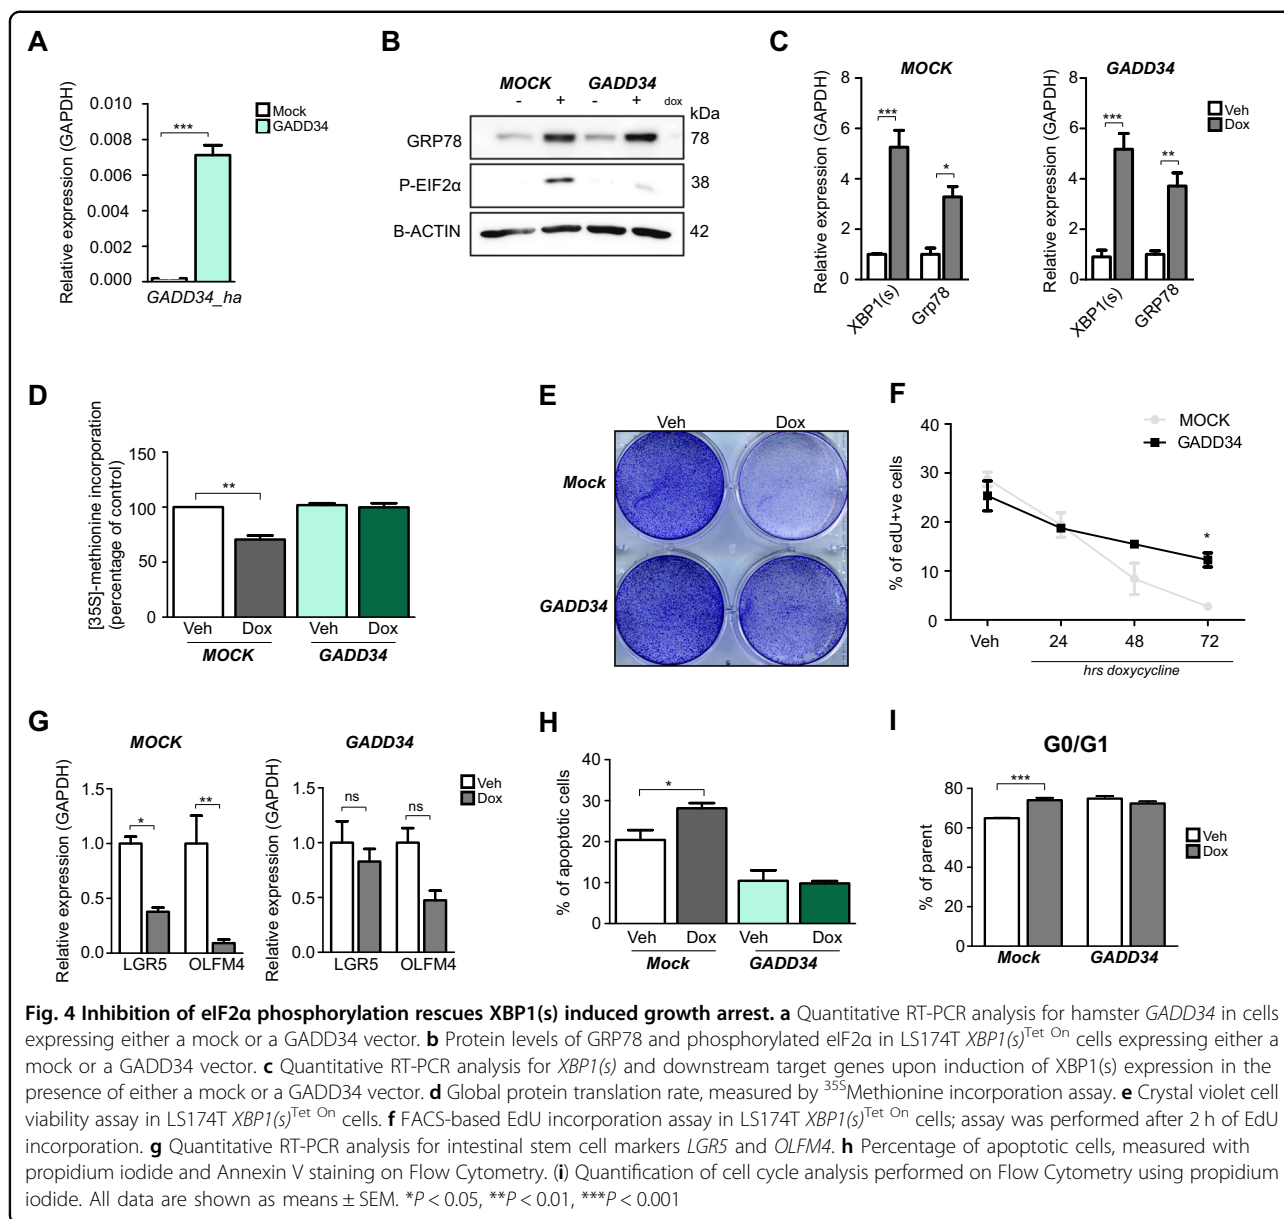 A
Relative expression (GAPDH)
0.010
0.008
0.006
0.004
0.002
0.000
***
Mock
GADD34
GADD34_ha
B
MOCK GADD34
- + - + dox
kDa
GRP78 78
P-EIF2α 38
B-ACTIN 42
C
MOCK
Relative expression (GAPDH)
8
6
4
2
0
***
*
XBP1(s) Grp78
GADD34
Relative expression (GAPDH)
8
6
4
2
0
***
**
XBP1(s) GRP78
Veh
Dox
D
[35S]-methionine incorporation
(percentage of control)
150
100
50
0
**
Veh Dox Veh Dox
MOCK GADD34
E
Veh Dox
Mock
GADD34
F
% of edU+ve cells
40
30
20
10
0
MOCK
GADD34
*
Veh 24 48 72
hrs doxycycline
G
MOCK
Relative expression (GAPDH)
1.5
1.0
0.5
0.0
*
**
LGR5 OLFM4
GADD34
Relative expression (GAPDH)
1.5
1.0
0.5
0.0
ns
ns
LGR5 OLFM4
Veh
Dox
H
% of apoptotic cells
40
30
20
10
0
*
Veh Dox Veh Dox
Mock GADD34
I
G0/G1
% of parent
80
60
40
20
0
***
Mock GADD34
Veh
Dox
Fig. 4 Inhibition of eIF2α phosphorylation rescues XBP1(s) induced growth arrest. a Quantitative RT-PCR analysis for hamster GADD34 in cells
expressing either a mock or a GADD34 vector. b Protein levels of GRP78 and phosphorylated eIF2α in LS174T XBP1(s)Tet On cells expressing either a
mock or a GADD34 vector. c Quantitative RT-PCR analysis for XBP1(s) and downstream target genes upon induction of XBP1(s) expression in the
presence of either a mock or a GADD34 vector. d Global protein translation rate, measured by 35SMethionine incorporation assay. e Crystal violet cell
viability assay in LS174T XBP1(s)Tet On cells. f FACS-based EdU incorporation assay in LS174T XBP1(s)Tet On cells; assay was performed after 2 h of EdU
incorporation. g Quantitative RT-PCR analysis for intestinal stem cell markers LGR5 and OLFM4. h Percentage of apoptotic cells, measured with
propidium iodide and Annexin V staining on Flow Cytometry. (i) Quantification of cell cycle analysis performed on Flow Cytometry using propidium
iodide. All data are shown as means ± SEM. *P < 0.05, **P < 0.01, ***P < 0.001